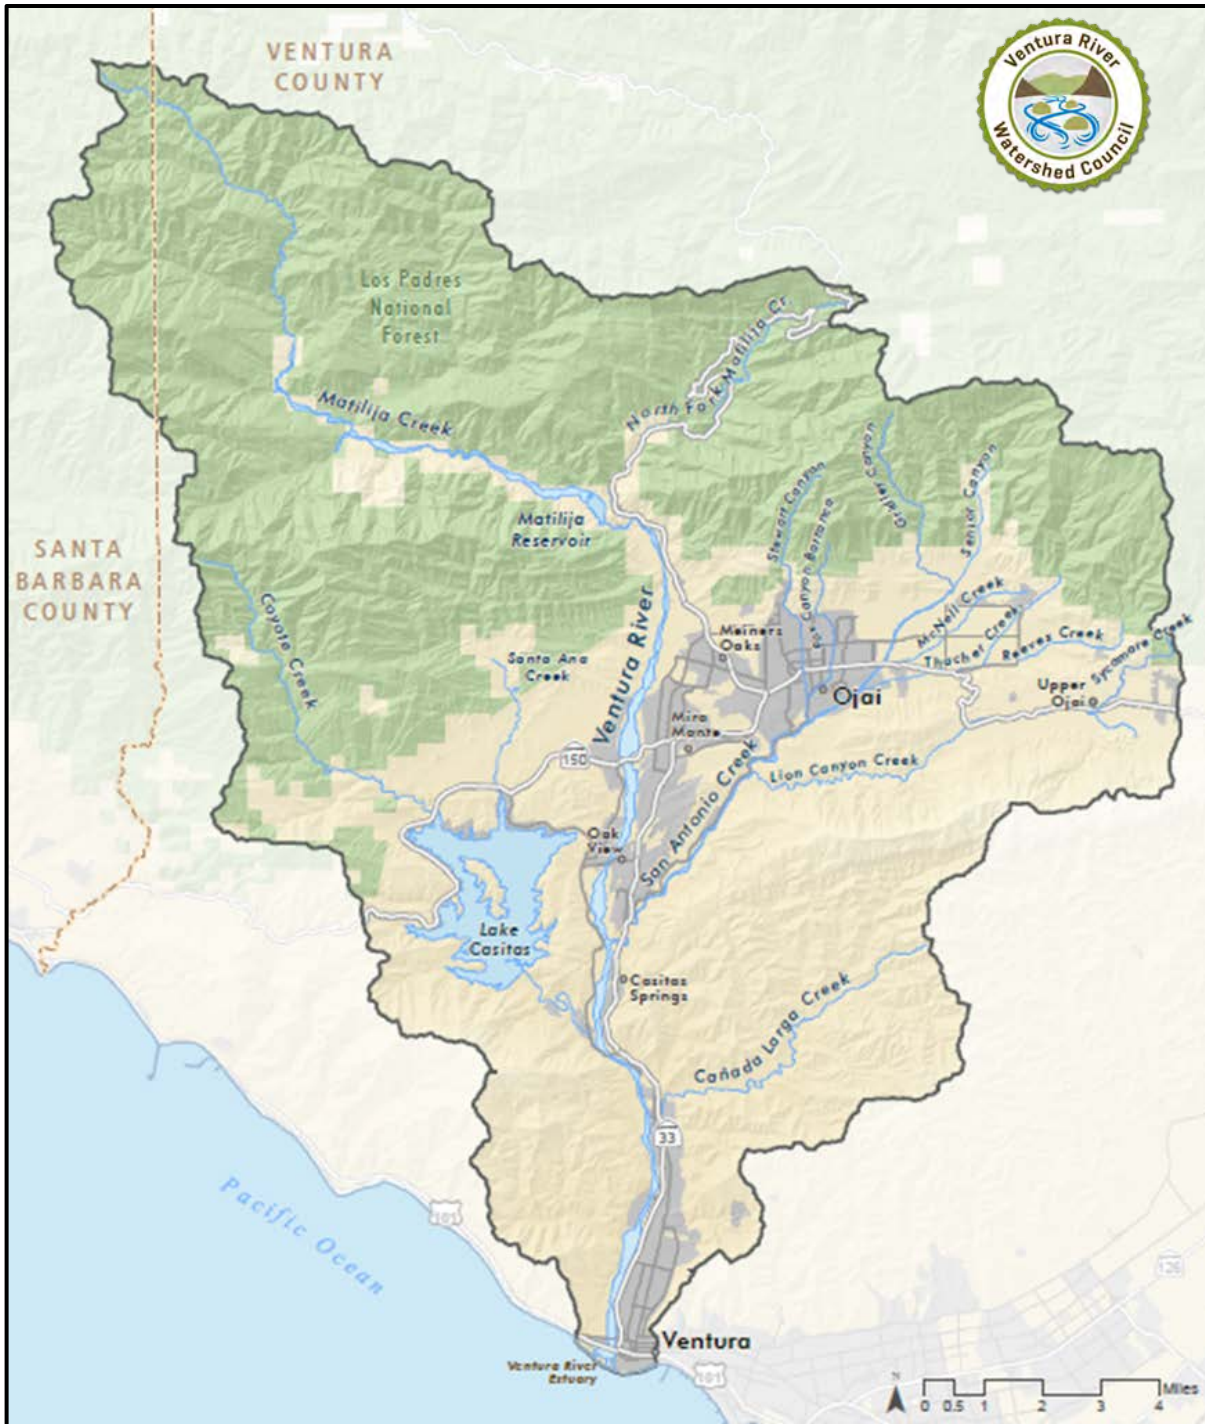 VENTURA
COUNTY
Ventura River
Watershed Council
Los Padres
National
Forest
North Fork Matilija Cr.
Matilija Creek
Matilija
Reservoir
SANTA
BARBARA
COUNTY
Coyote Creek
Santa Ana
Creek
Ventura River
Stewart Canyon
Fox Canyon Barranca
Gridley Canyon
Senior Canyon
McNell Creek
Thacher Creek
Reeves Creek
Sycamore Creek
Meiners
Oaks
Ojai
Upper
Ojai
Mira
Monte
150
San Antonio Creek
Lion Canyon Creek
Oak
View
Lake
Casitas
Casitas
Springs
Cañada Larga Creek
33
Pacific Ocean
101
126
Ventura
Ventura River
Estuary
101
N
0 0.5 1 2 3 4
Miles